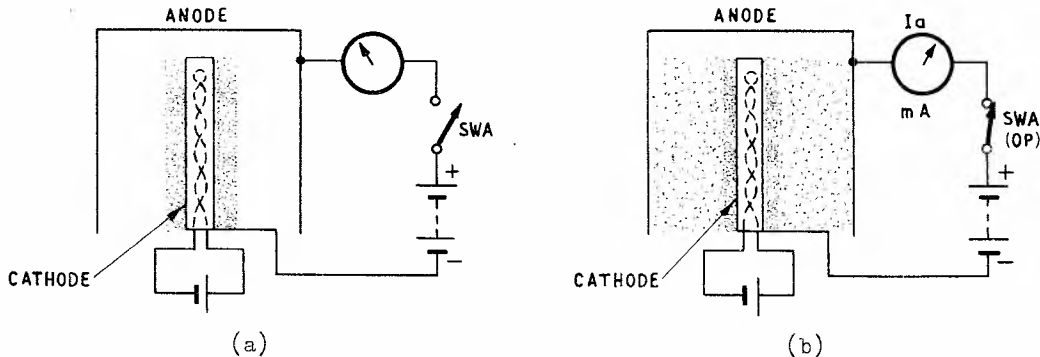 ANODE
SWA
+
−
CATHODE
(a)
ANODE
Ia
mA
SWA
(OP)
+
−
CATHODE
(b)